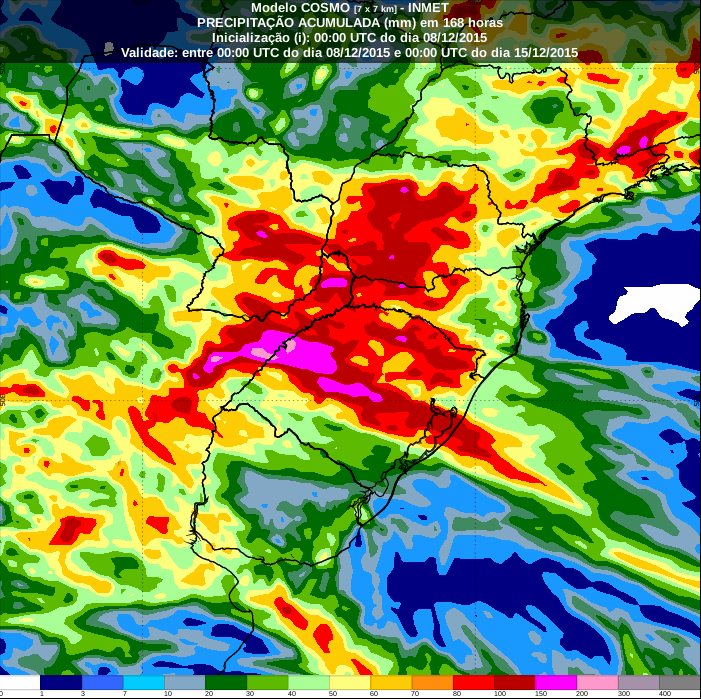 Modelo COSMO [7 x 7 km] - INMET
PRECIPITAÇÃO ACUMULADA (mm) em 168 horas
Inicialização (i): 00:00 UTC do dia 08/12/2015
Validade: entre 00:00 UTC do dia 08/12/2015 e 00:00 UTC do dia 15/12/2015
0 1 3 7 10 20 30 40 50 60 70 80 100 150 200 300 400